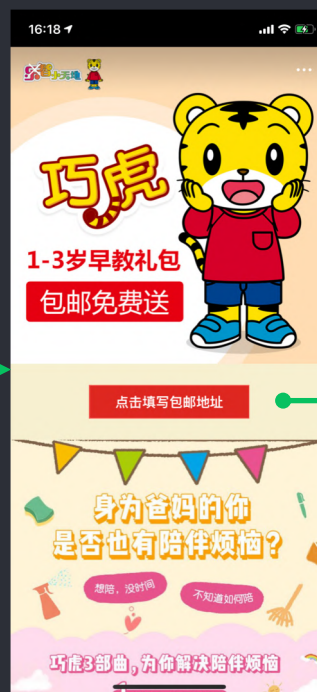 16:18
乐智小天地
巧虎
1-3岁早教礼包
包邮免费送
点击填写包邮地址
身为爸妈的你
是否也有陪伴烦恼?
想陪,没时间
不知道如何陪
巧虎3部曲,为你解决陪伴烦恼